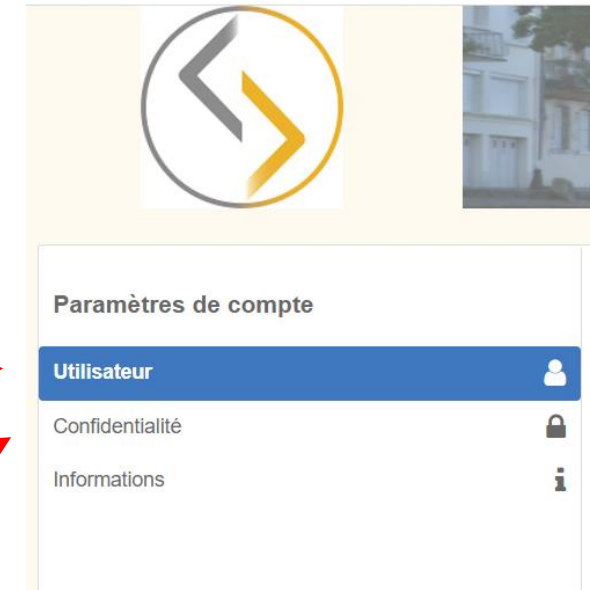 Paramètres de compte
Utilisateur
Confidentialité
Informations